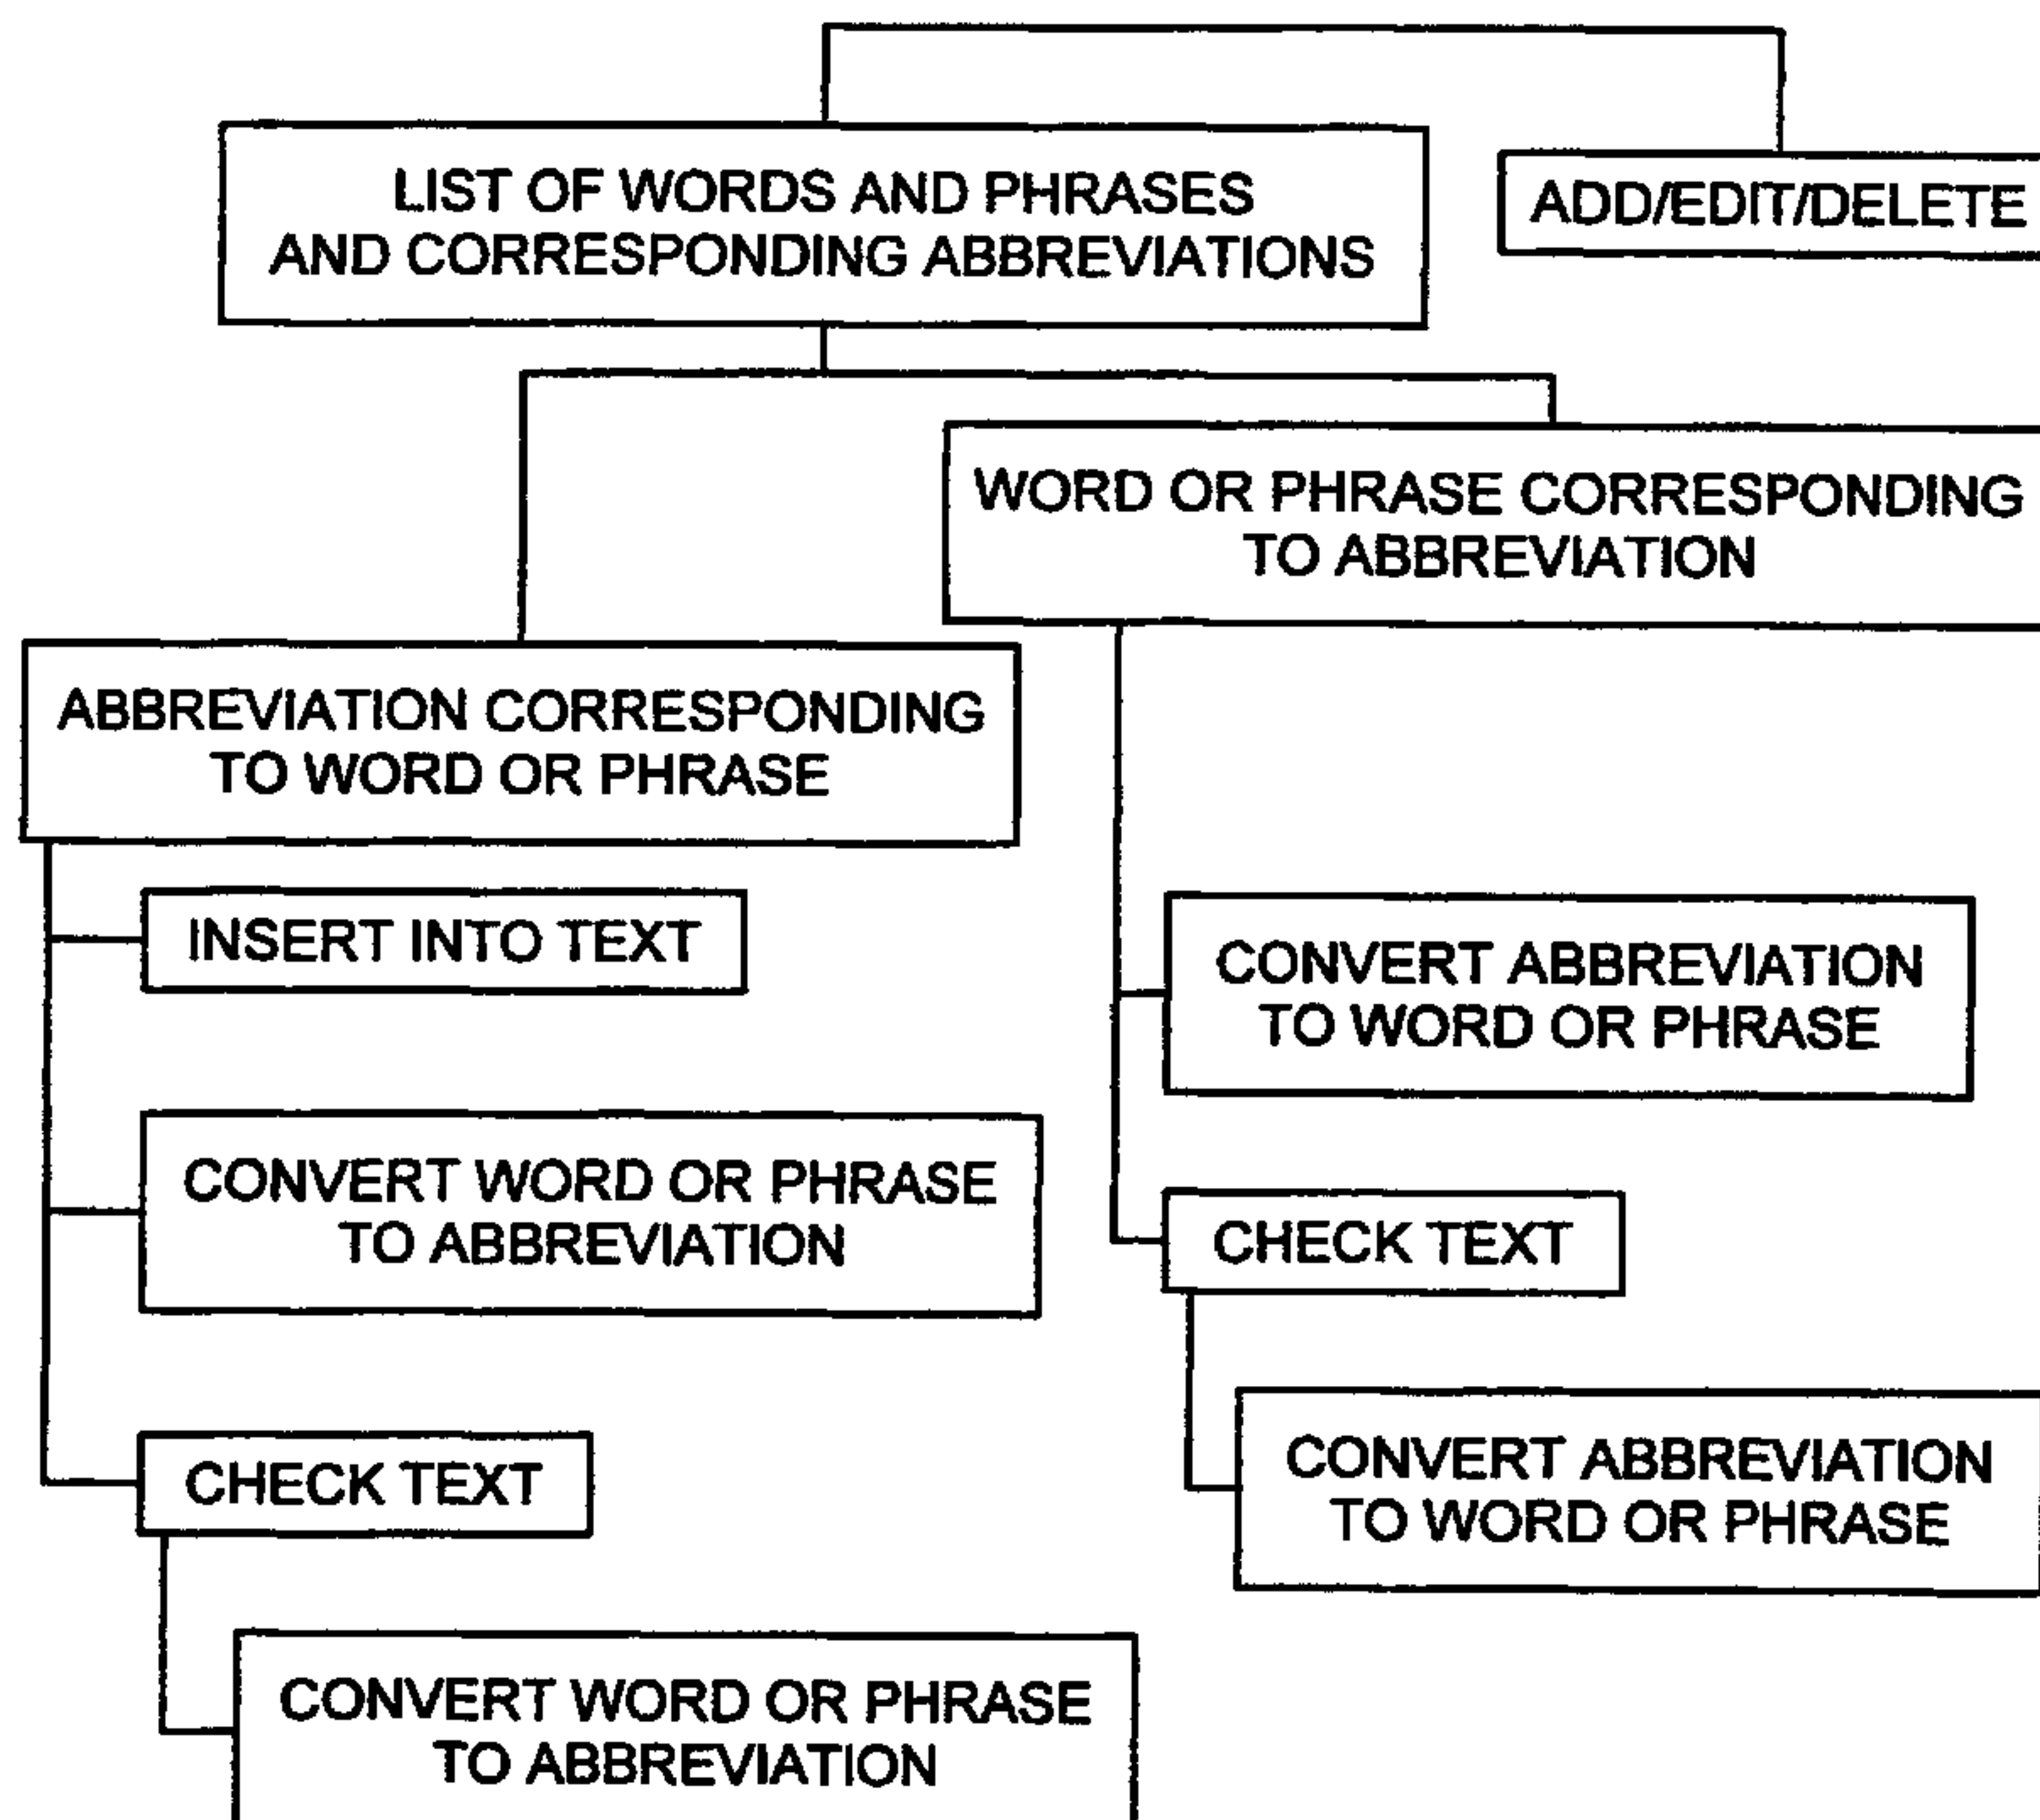 LIST OF WORDS AND PHRASES
AND CORRESPONDING ABBREVIATIONS
ADD/EDIT/DELETE
WORD OR PHRASE CORRESPONDING
TO ABBREVIATION
ABBREVIATION CORRESPONDING
TO WORD OR PHRASE
INSERT INTO TEXT
CONVERT WORD OR PHRASE
TO ABBREVIATION
CHECK TEXT
CONVERT WORD OR PHRASE
TO ABBREVIATION
CONVERT ABBREVIATION
TO WORD OR PHRASE
CHECK TEXT
CONVERT ABBREVIATION
TO WORD OR PHRASE